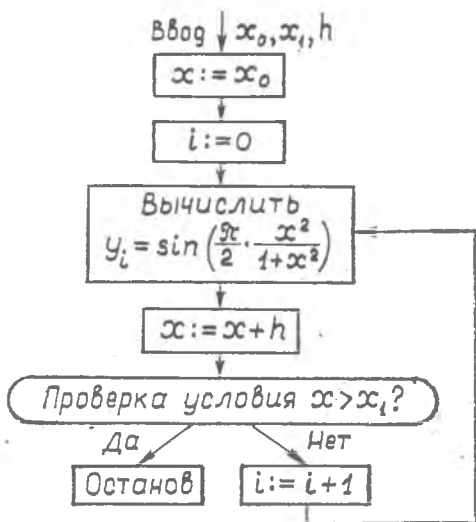 Ввод x₀, x₁, h
x := x₀
i := 0
Вычислить
yᵢ = sin(π/2 · x²/(1+x²))
x := x + h
Проверка условия x > x₁?
Да Нет
Останов i := i + 1